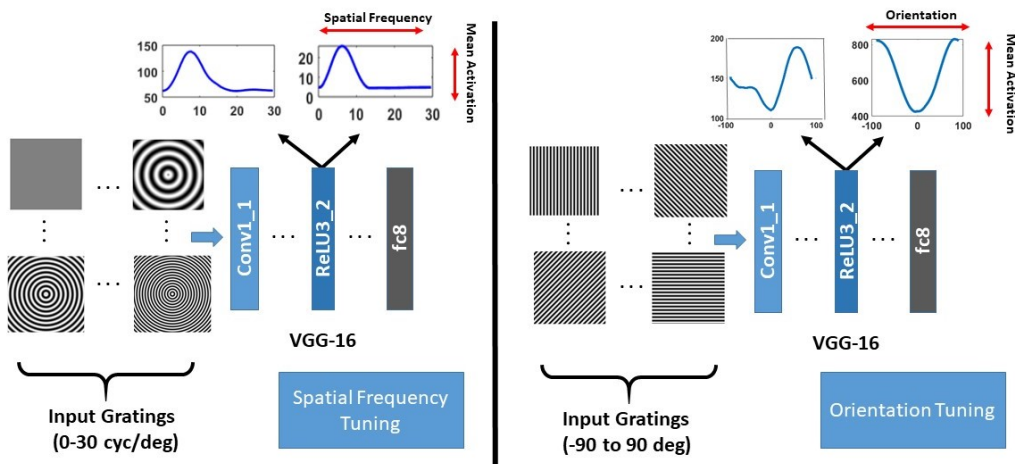 Spatial Frequency
Mean Activation
150
100
50
0 10 20 30
20
10
0
0 10 20 30
Conv1_1
ReLU3_2
fc8
VGG-16
Input Gratings
(0-30 cyc/deg)
Spatial Frequency
Tuning
Orientation
Mean Activation
200
150
100
-100 0 100
800
600
400
-100 0 100
Conv1_1
ReLU3_2
fc8
VGG-16
Input Gratings
(-90 to 90 deg)
Orientation Tuning